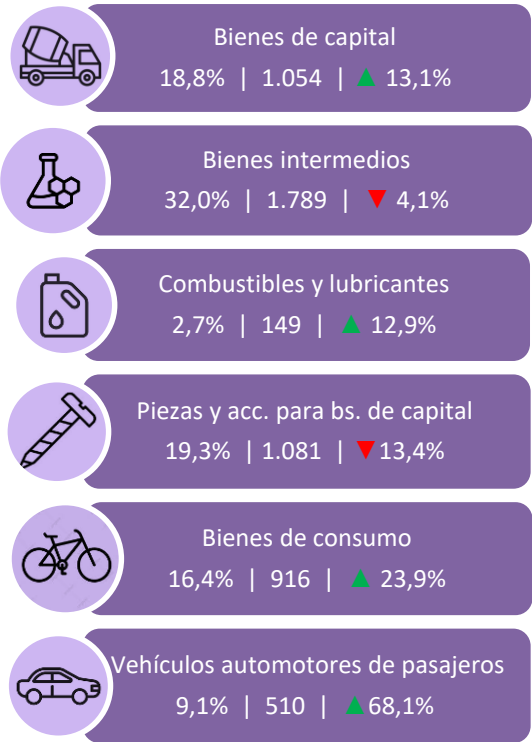 Bienes de capital
18,8% | 1.054 | ▲ 13,1%
Bienes intermedios
32,0% | 1.789 | ▼ 4,1%
Combustibles y lubricantes
2,7% | 149 | ▲ 12,9%
Piezas y acc. para bs. de capital
19,3% | 1.081 | ▼ 13,4%
Bienes de consumo
16,4% | 916 | ▲ 23,9%
Vehículos automotores de pasajeros
9,1% | 510 | ▲ 68,1%